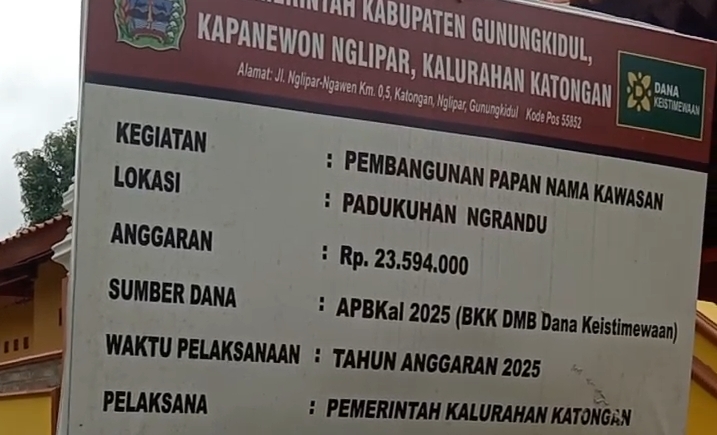 PEMERINTAH KABUPATEN GUNUNGKIDUL,
KAPANEWON NGLIPAR, KALURAHAN KATONGAN
Alamat: Jl. Nglipar-Ngawen Km. 0,5, Katongan, Nglipar, Gunungkidul Kode Pos 55852
DANA
KEISTIMEWAAN
KEGIATAN : PEMBANGUNAN PAPAN NAMA KAWASAN
LOKASI : PADUKUHAN NGRANDU
ANGGARAN : Rp. 23.594.000
SUMBER DANA : APBKal 2025 (BKK DMB Dana Keistimewaan)
WAKTU PELAKSANAAN : TAHUN ANGGARAN 2025
PELAKSANA : PEMERINTAH KALURAHAN KATONGAN